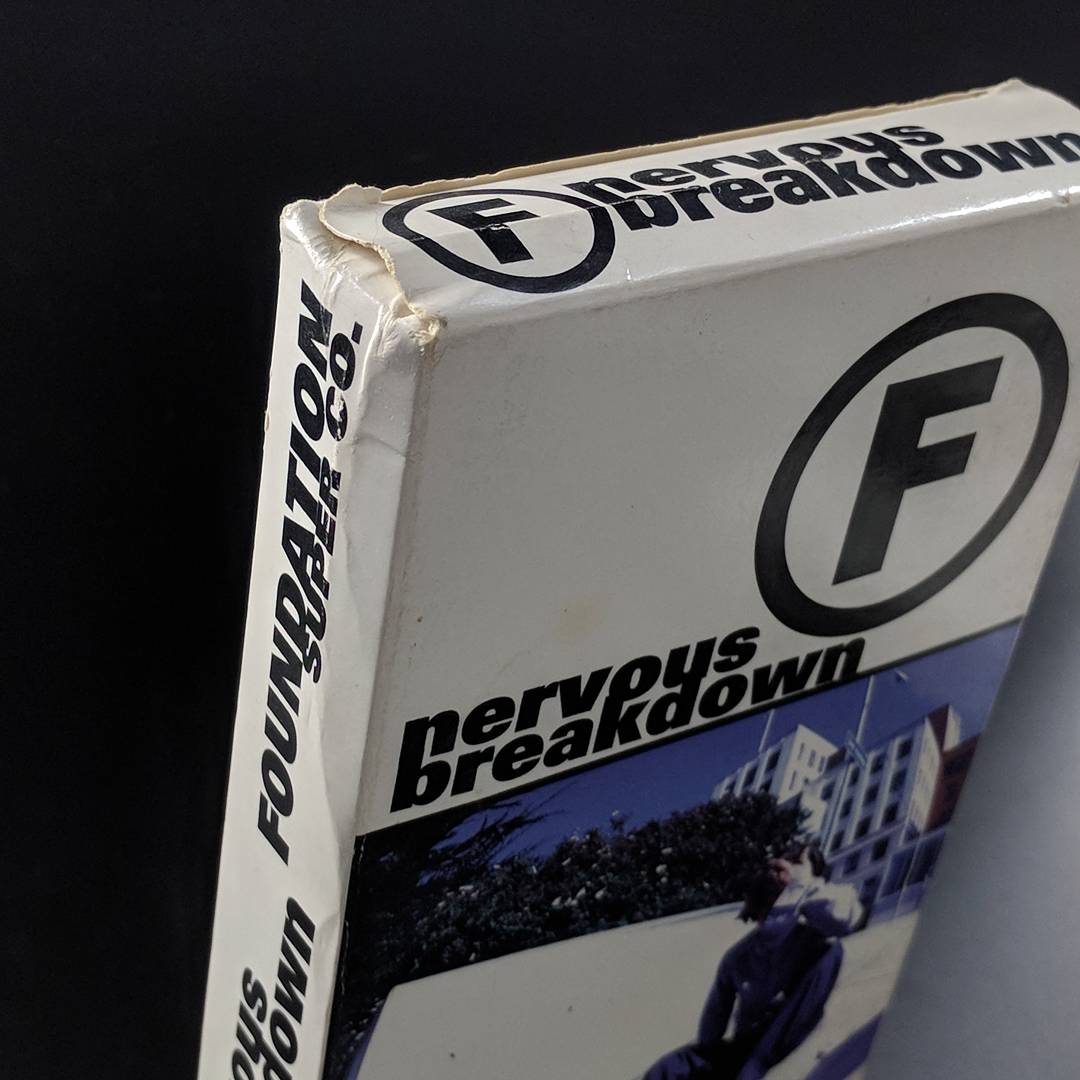 F
nervous
breakdown
F
nervous
breakdown
FOUNDATION
SUPER CO.